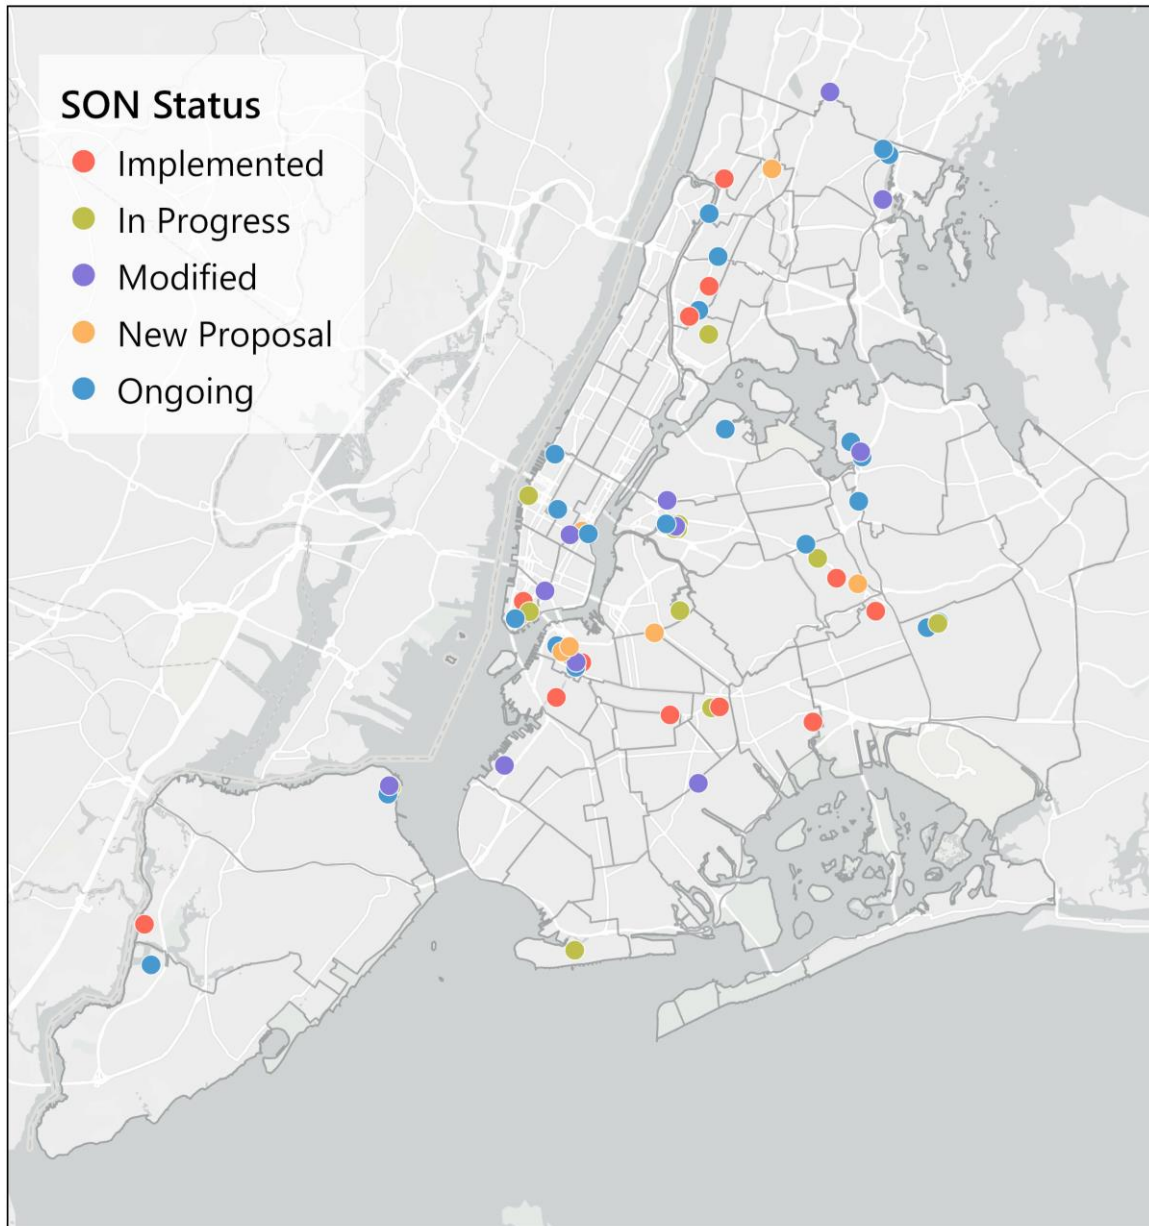 SON Status
Implemented
In Progress
Modified
New Proposal
Ongoing